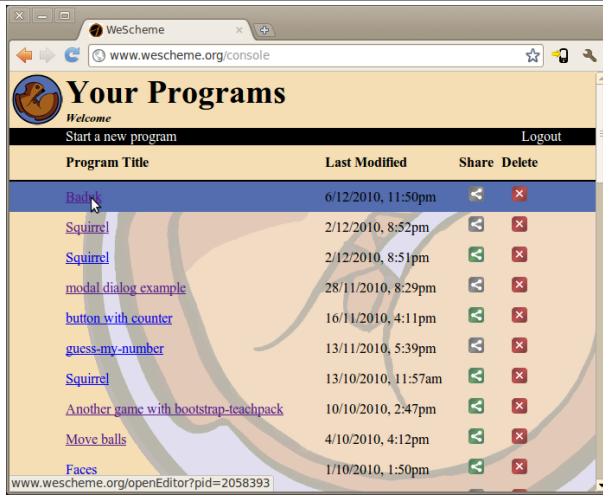 WeScheme
www.wescheme.org/console
Your Programs
Welcome
Start a new program Logout
Program Title Last Modified Share Delete
Baduk 6/12/2010, 11:50pm
Squirrel 2/12/2010, 8:52pm
Squirrel 2/12/2010, 8:51pm
modal dialog example 28/11/2010, 8:29pm
button with counter 16/11/2010, 4:11pm
guess-my-number 13/11/2010, 5:39pm
Squirrel 13/10/2010, 11:57am
Another game with bootstrap-teachpack 10/10/2010, 2:47pm
Move balls 4/10/2010, 4:12pm
Faces 1/10/2010, 1:50pm
www.wescheme.org/openEditor?pid=2058393